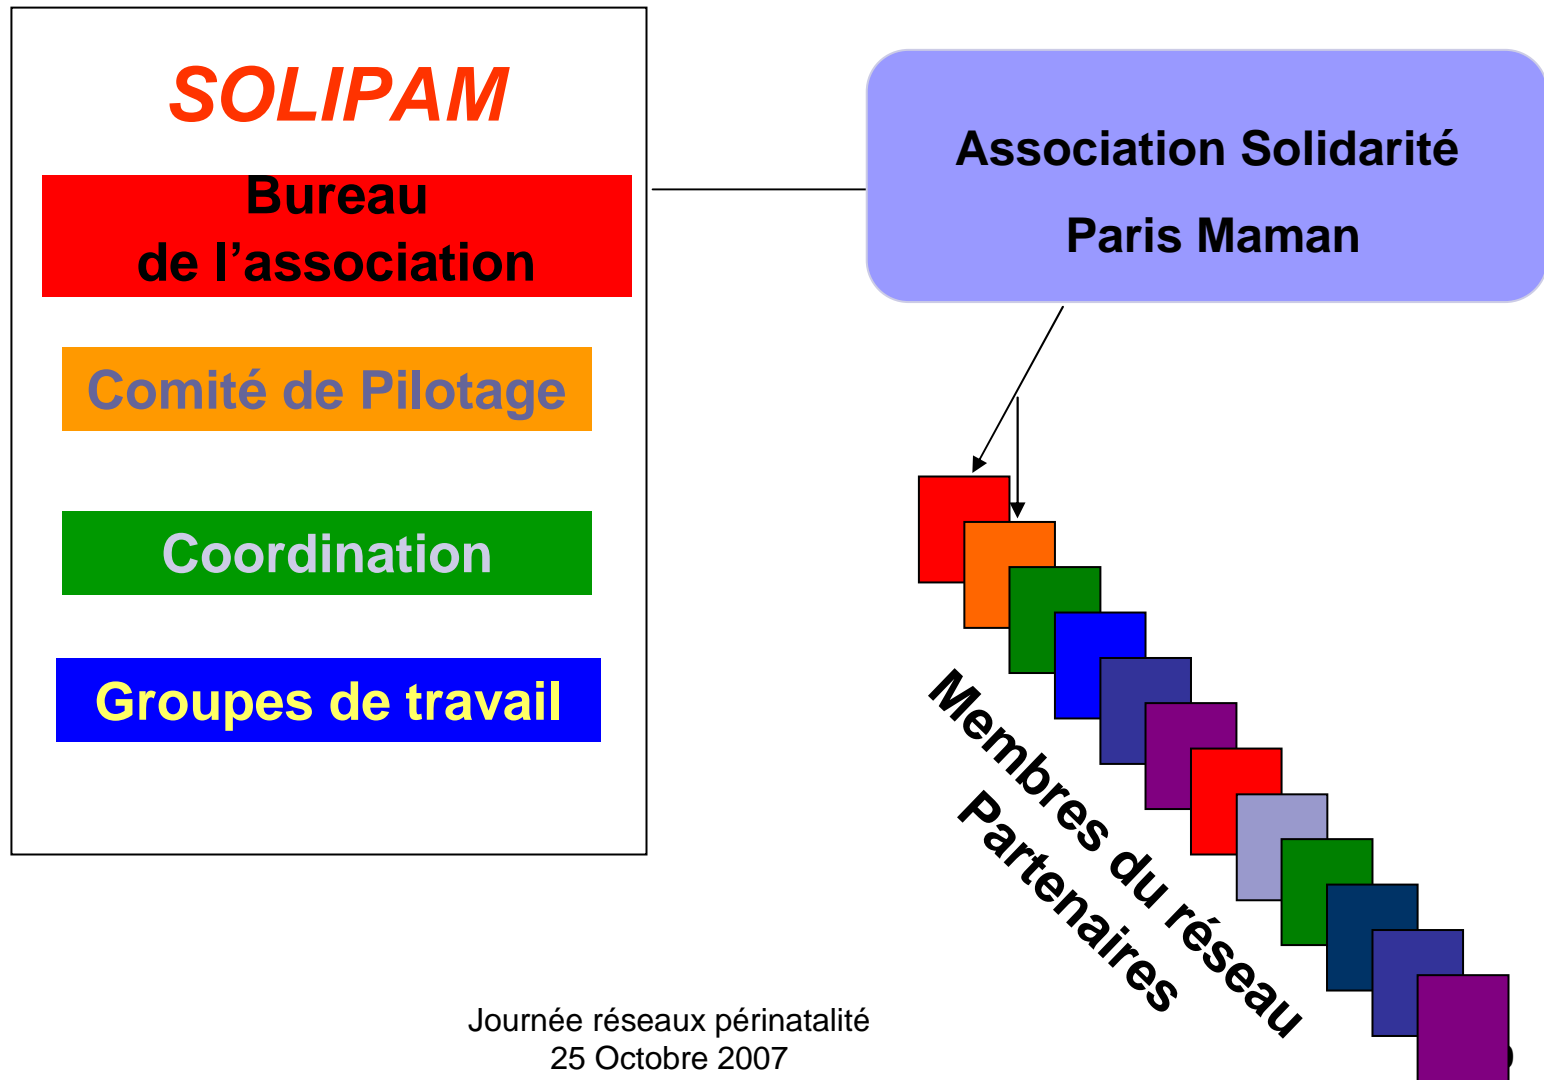 SOLIPAM
Bureau
de l’association
Comité de Pilotage
Coordination
Groupes de travail
Association Solidarité
Paris Maman
Membres du réseau
Partenaires
Journée réseaux périnatalité
25 Octobre 2007